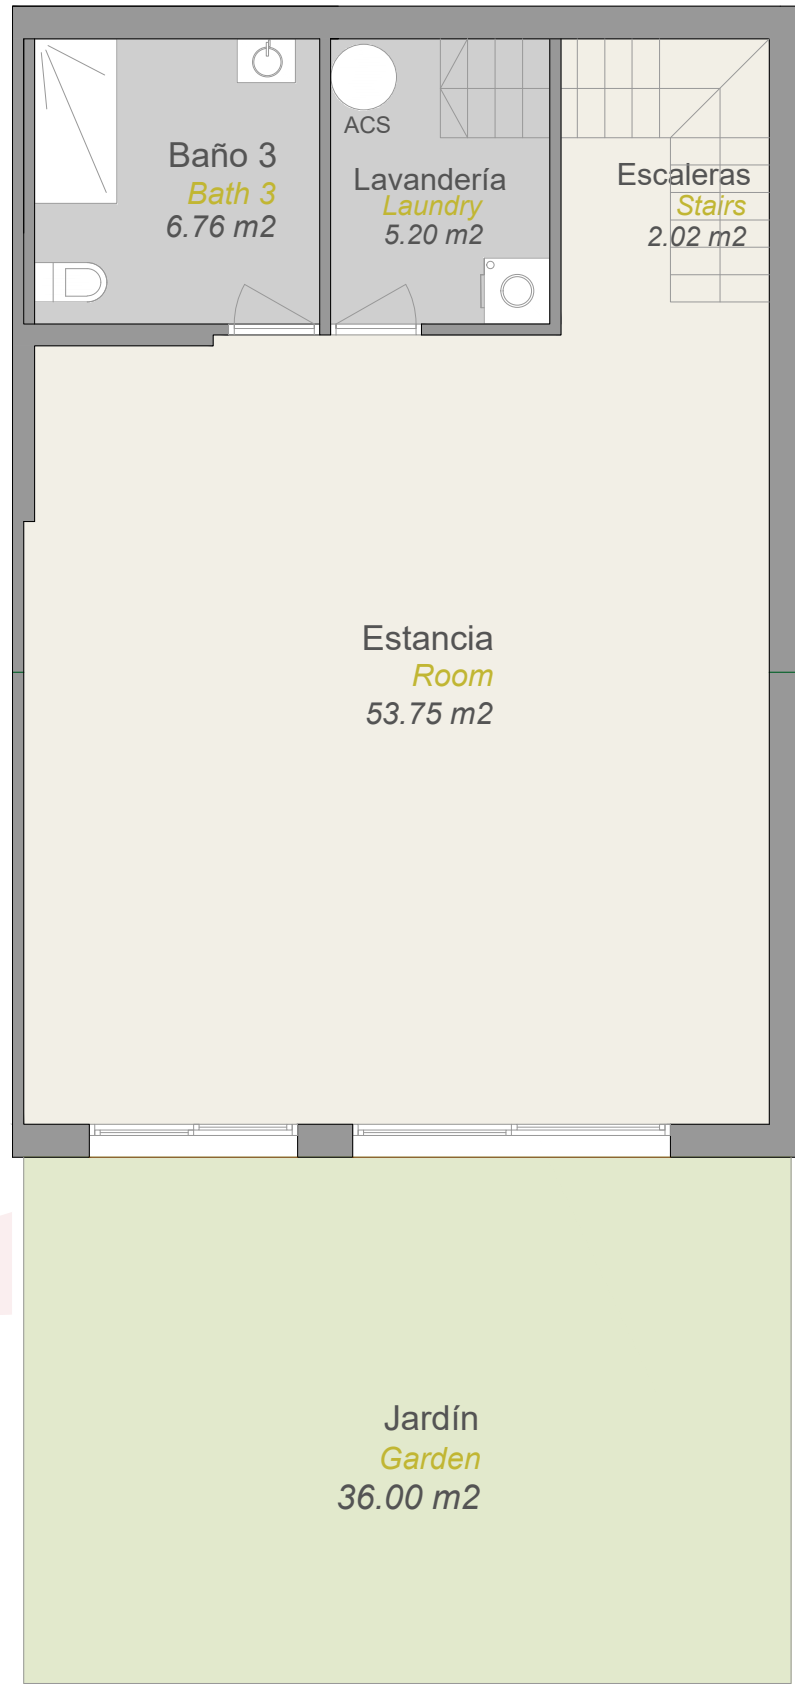 Baño 3
Bath 3
6.76 m2
ACS
Lavandería
Laundry
5.20 m2
Escaleras
Stairs
2.02 m2
Estancia
Room
53.75 m2
Jardín
Garden
36.00 m2